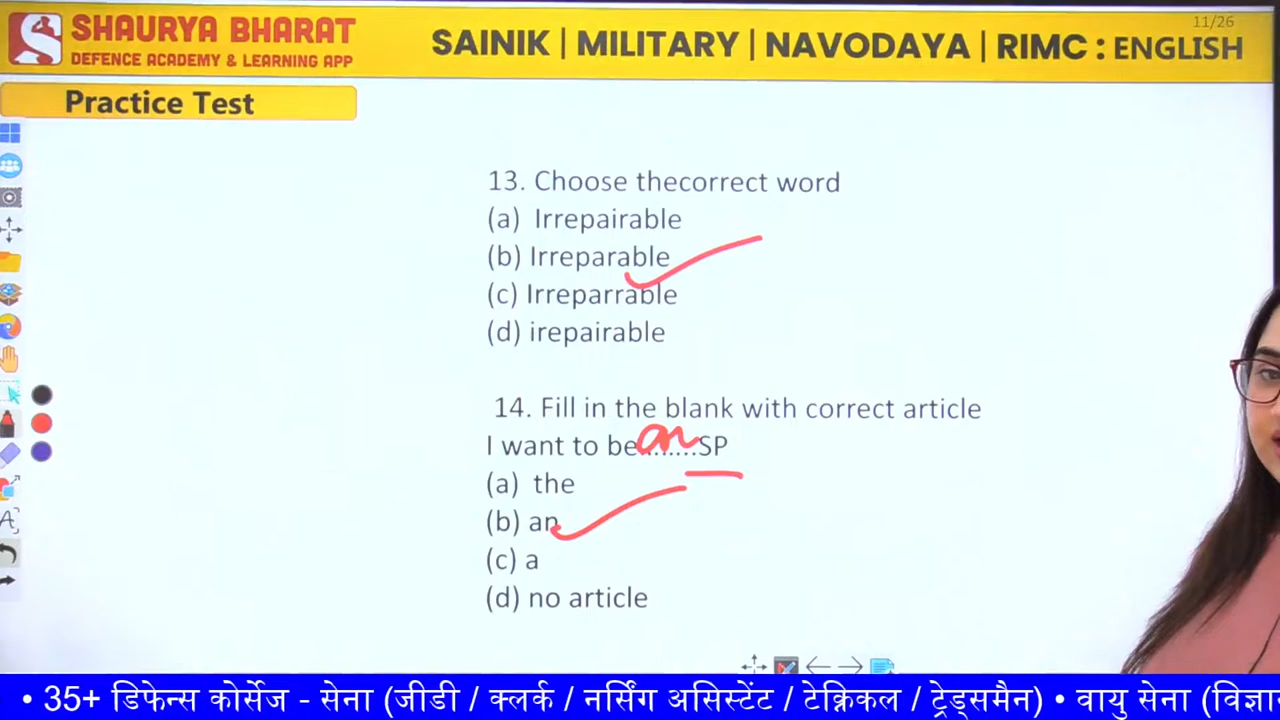 11/26
SHAURYA BHARAT
DEFENCE ACADEMY & LEARNING APP
SAINIK | MILITARY | NAVODAYA | RIMC : ENGLISH
Practice Test
13. Choose thecorrect word
(a) Irrepairable
(b) Irreparable
(c) Irreparrable
(d) irepairable
14. Fill in the blank with correct article
I want to be an.......SP
(a) the
(b) an
(c) a
(d) no article
• 35+ डिफेन्स कोर्सेज - सेना (जीडी / क्लर्क / नर्सिंग असिस्टेंट / टेक्निकल / ट्रेड्समैन) • वायु सेना (विज्ञा